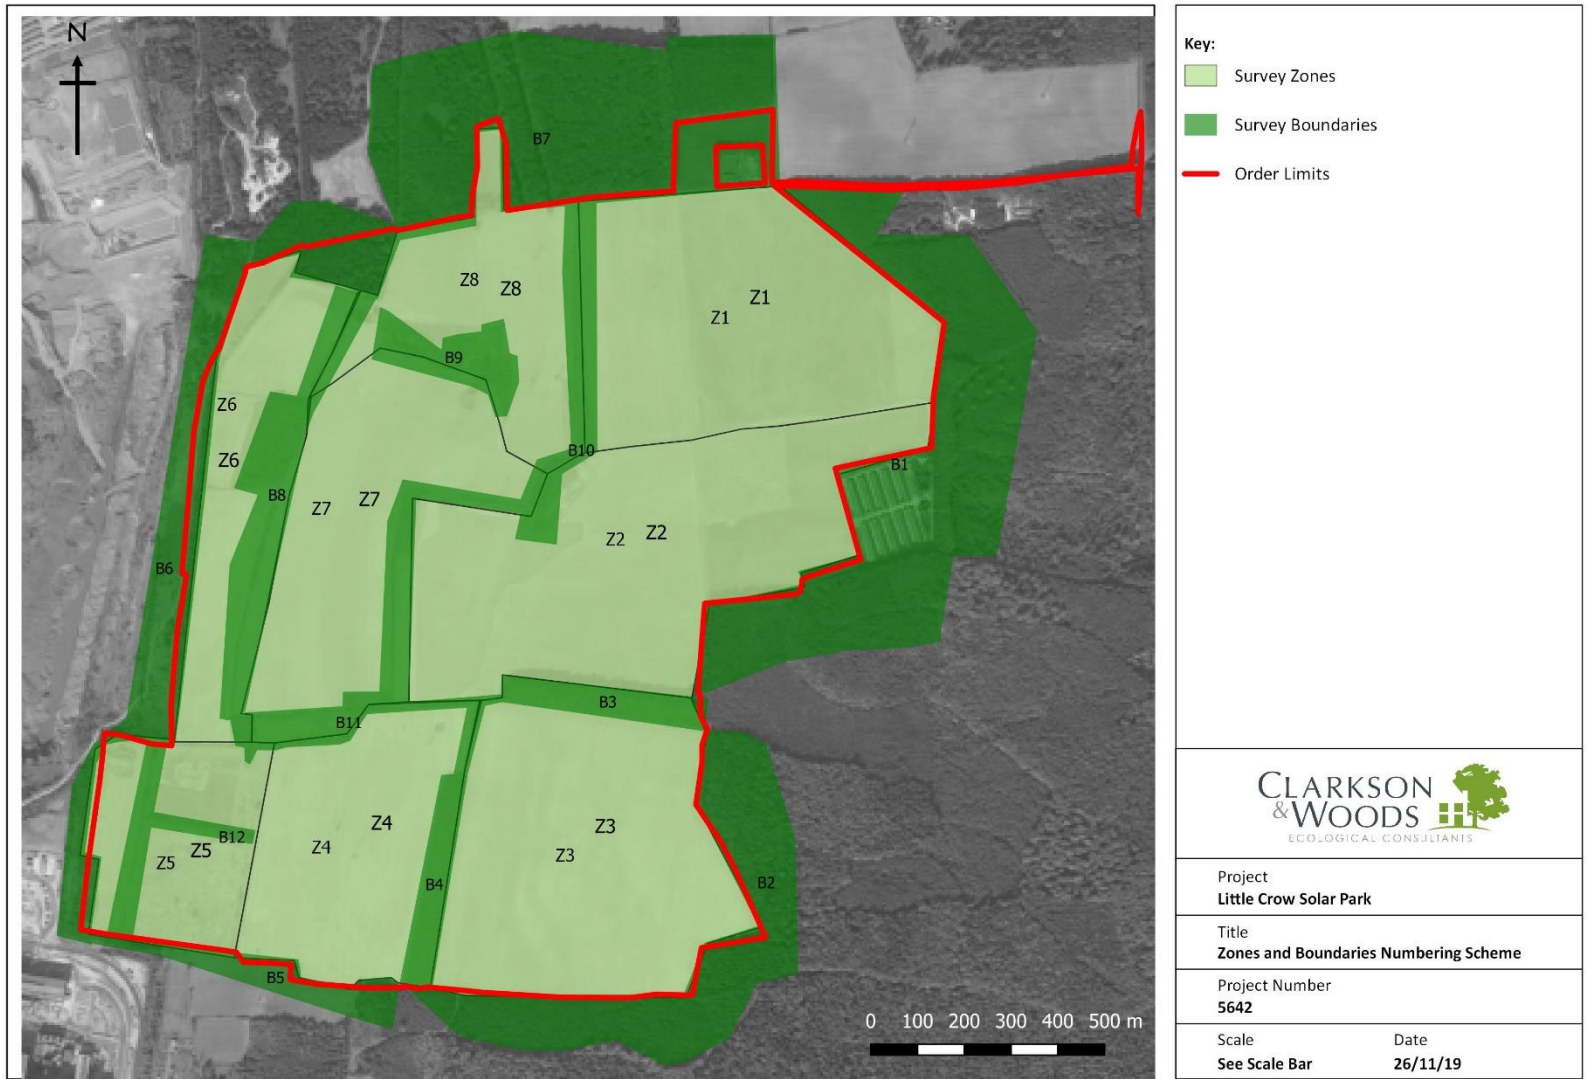 N
B7
Z8
Z8
Z1
Z1
B9
Z6
Z6
B10
B1
B8
Z7
Z7
Z2
Z2
B6
B3
B11
Z4
Z3
B12
Z5
Z5
Z4
Z3
B4
B2
B5
0 100 200 300 400 500 m
Key:
Survey Zones
Survey Boundaries
Order Limits
CLARKSON
&WOODS
ECOLOGICAL CONSULTANTS
Project
Little Crow Solar Park
Title
Zones and Boundaries Numbering Scheme
Project Number
5642
Scale Date
See Scale Bar 26/11/19